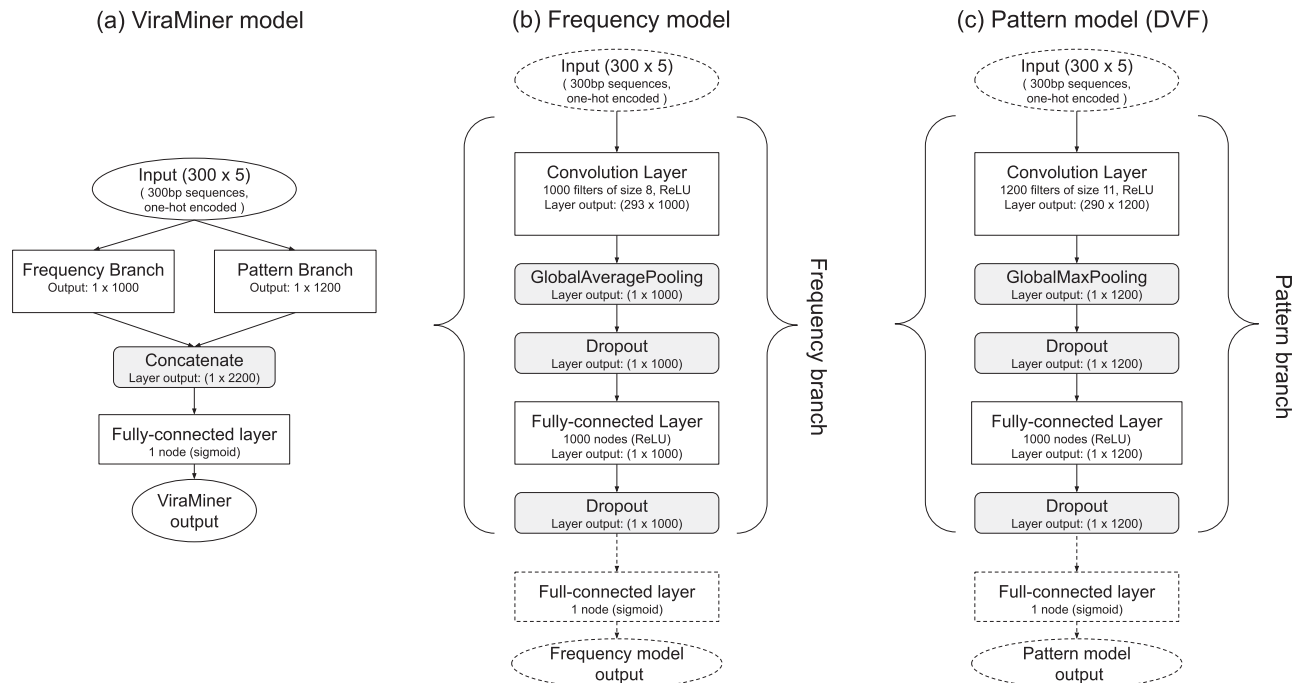 (a) ViraMiner model
Input (300 x 5)
( 300bp sequences,
one-hot encoded )
Frequency Branch
Output: 1 x 1000
Pattern Branch
Output: 1 x 1200
Concatenate
Layer output: (1 x 2200)
Fully-connected layer
1 node (sigmoid)
ViraMiner
output
(b) Frequency model
Input (300 x 5)
( 300bp sequences,
one-hot encoded )
Convolution Layer
1000 filters of size 8, ReLU
Layer output: (293 x 1000)
GlobalAveragePooling
Layer output: (1 x 1000)
Dropout
Layer output: (1 x 1000)
Fully-connected Layer
1000 nodes (ReLU)
Layer output: (1 x 1000)
Dropout
Layer output: (1 x 1000)
Full-connected layer
1 node (sigmoid)
Frequency model
output
Frequency branch
(c) Pattern model (DVF)
Input (300 x 5)
( 300bp sequences,
one-hot encoded )
Convolution Layer
1200 filters of size 11, ReLU
Layer output: (290 x 1200)
GlobalMaxPooling
Layer output: (1 x 1200)
Dropout
Layer output: (1 x 1200)
Fully-connected Layer
1000 nodes (ReLU)
Layer output: (1 x 1200)
Dropout
Layer output: (1 x 1200)
Full-connected layer
1 node (sigmoid)
Pattern model
output
Pattern branch